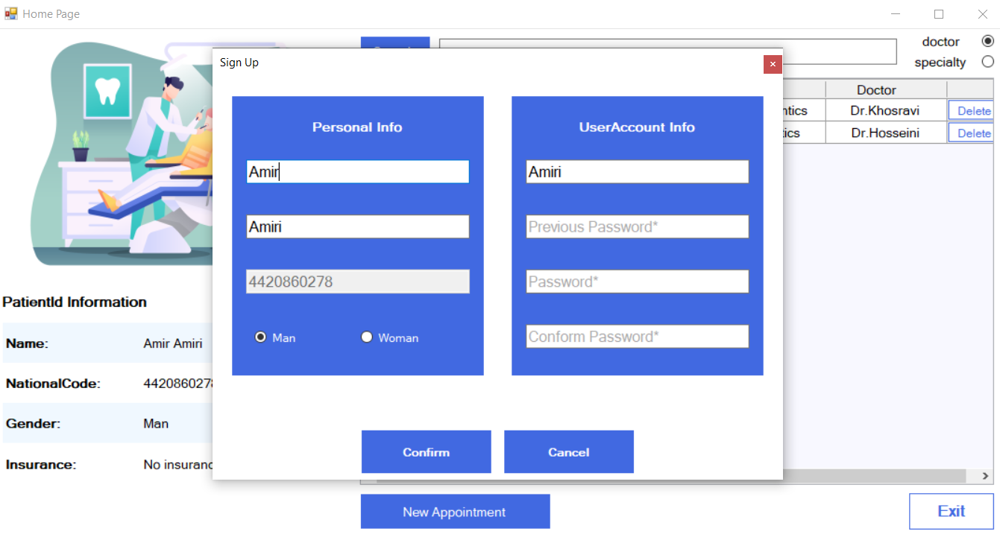 Home Page
doctor
specialty
Sign Up
×
Doctor
ntics Dr.Khosravi Delete
tics Dr.Hosseini Delete
Personal Info
Amir
Amiri
4420860278
Man Woman
UserAccount Info
Amiri
Previous Password*
Password*
Conform Password*
Confirm Cancel
PatientId Information
Name: Amir Amiri
NationalCode: 4420860278
Gender: Man
Insurance: No insuranc
New Appointment
Exit